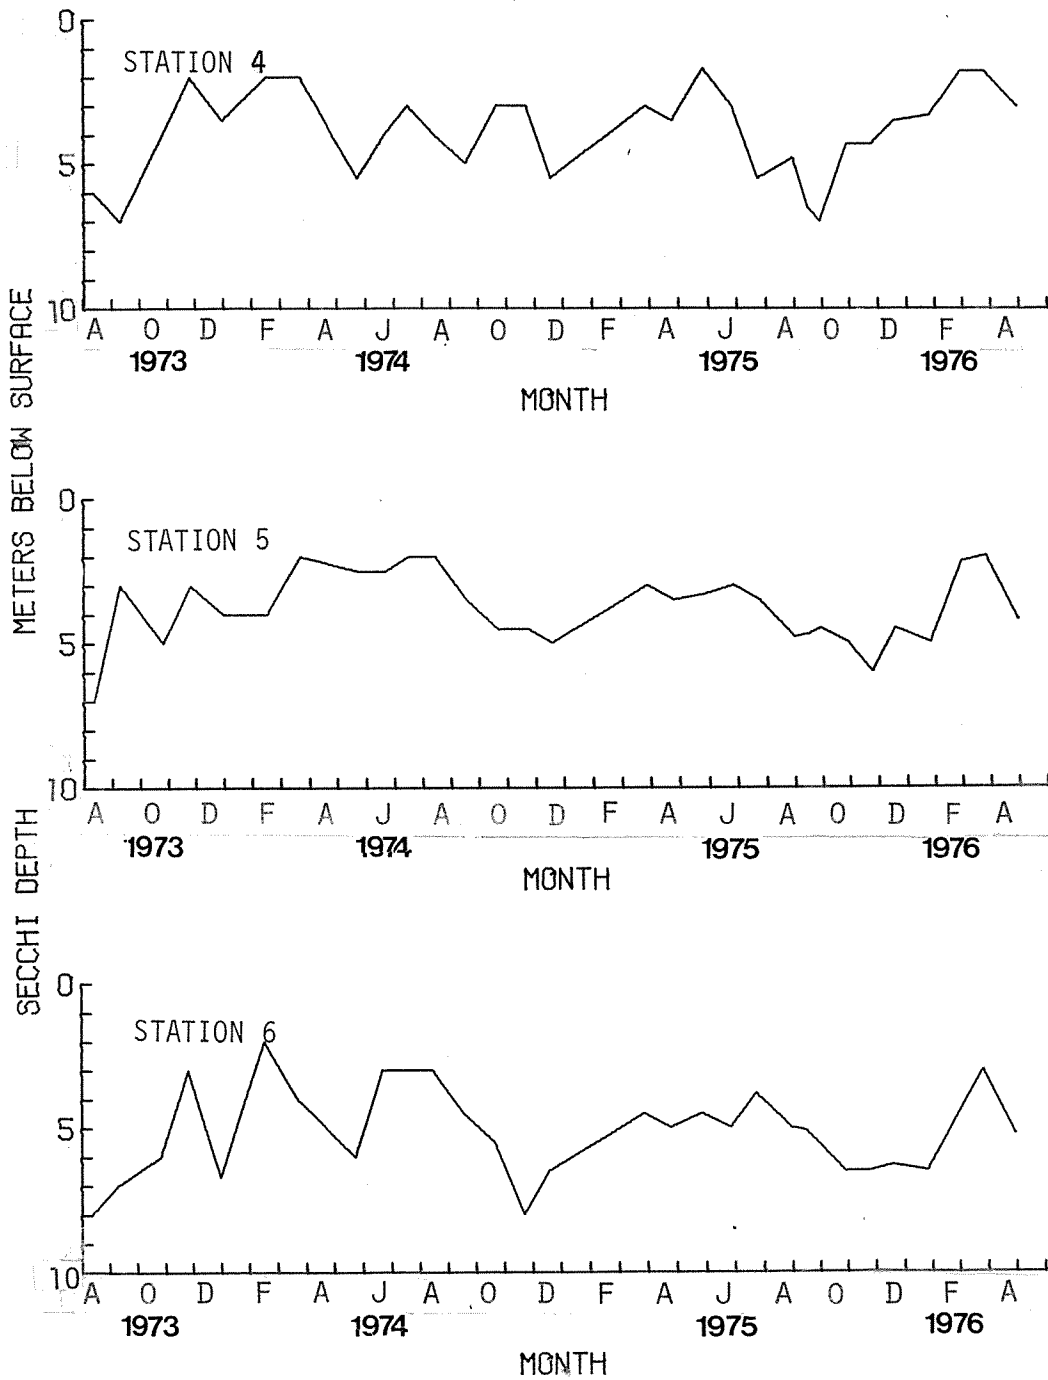 METERS BELOW SURFACE
SECCHI DEPTH
0
STATION 4
5
10
A O D F A J A O D F A J A O D F A
1973 1974 1975 1976
MONTH
0
STATION 5
5
10
A O D F A J A O D F A J A O D F A
1973 1974 1975 1976
MONTH
0
STATION 6
5
10
A O D F A J A O D F A J A O D F A
1973 1974 1975 1976
MONTH